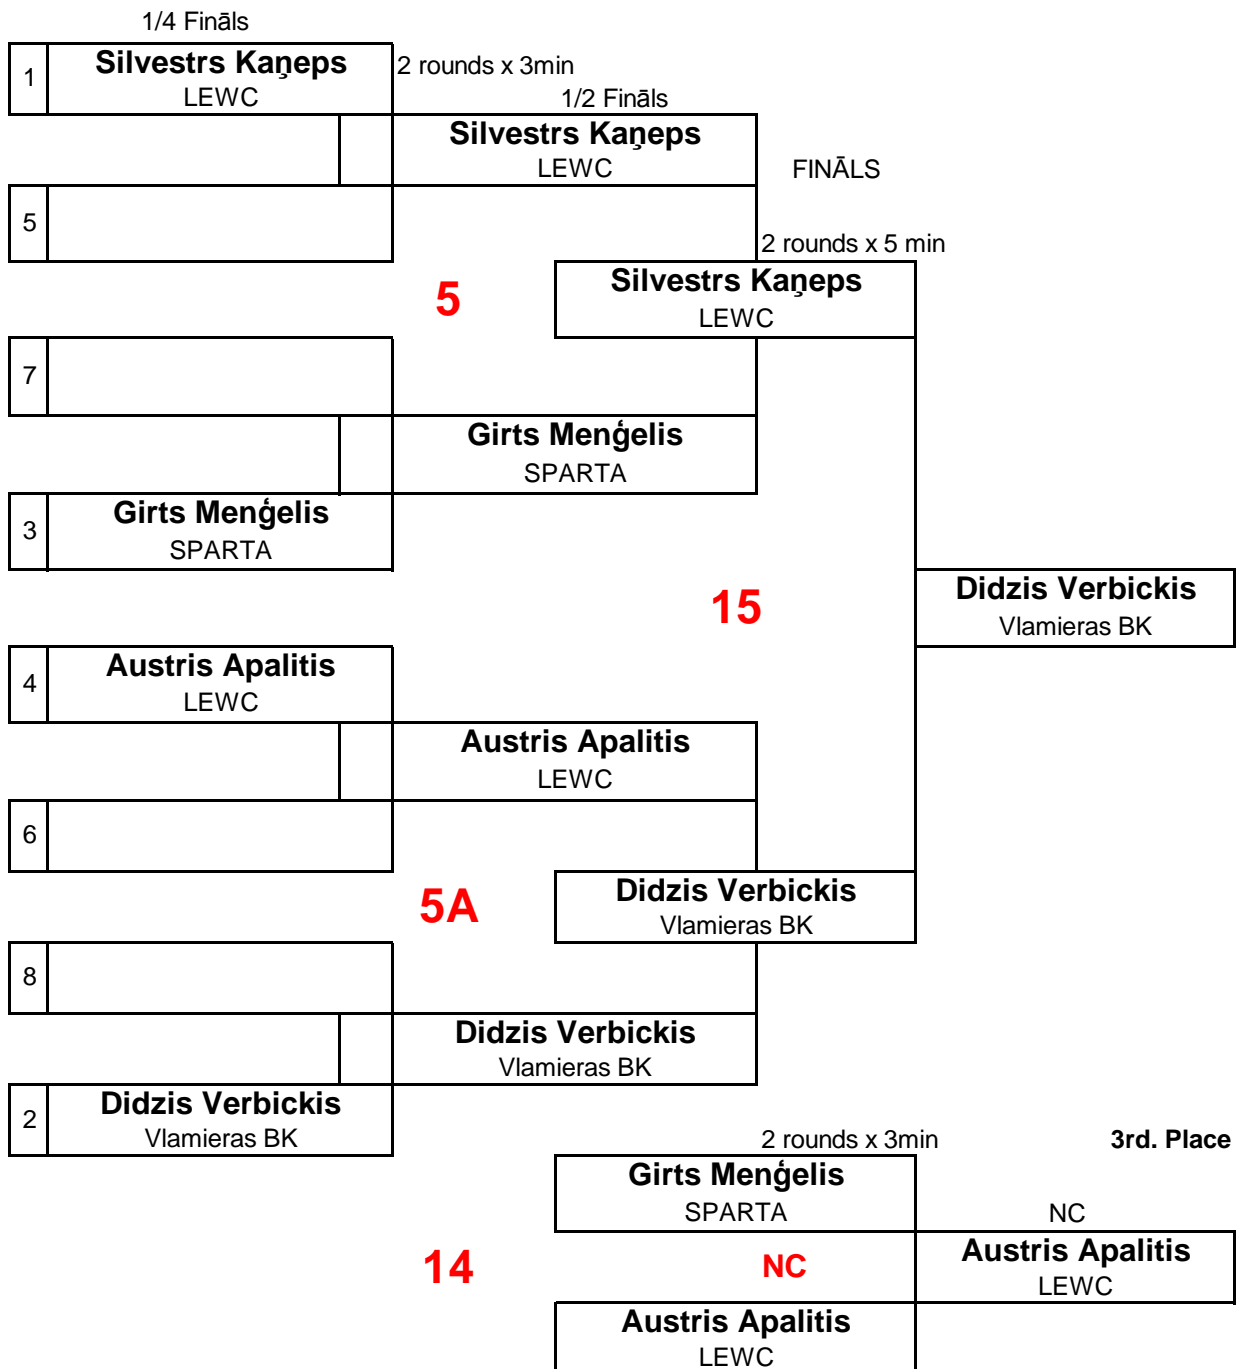 1/4 Fināls
1
Silvestrs Kaņeps
LEWC
2 rounds x 3min
1/2 Fināls
Silvestrs Kaņeps
LEWC
FINĀLS
5
2 rounds x 5 min
Silvestrs Kaņeps
LEWC
5
7
Girts Menģelis
SPARTA
3
Girts Menģelis
SPARTA
15
Didzis Verbickis
Vlamieras BK
4
Austris Apalitis
LEWC
Austris Apalitis
LEWC
6
5A
Didzis Verbickis
Vlamieras BK
8
Didzis Verbickis
Vlamieras BK
2
Didzis Verbickis
Vlamieras BK
2 rounds x 3min
3rd. Place
Girts Menģelis
SPARTA
NC
14
NC
Austris Apalitis
LEWC
Austris Apalitis
LEWC